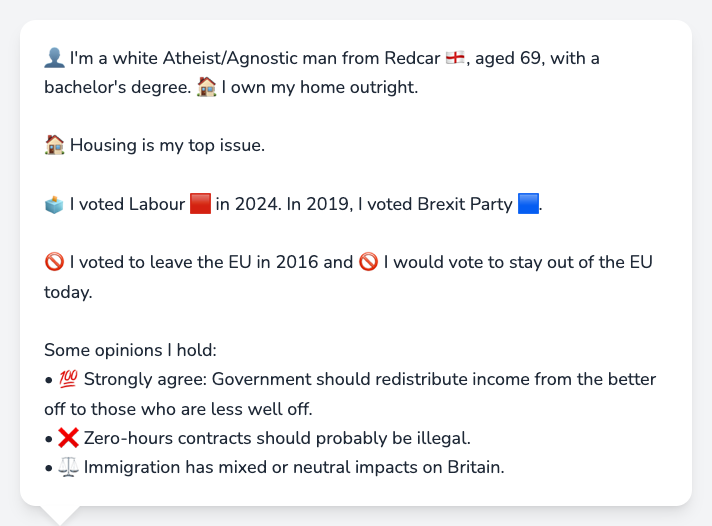 👤 I'm a white Atheist/Agnostic man from Redcar 🏴󠁧󠁢󠁥󠁮󠁧󠁿, aged 69, with a
bachelor's degree. 🏠 I own my home outright.
🏠 Housing is my top issue.
🗳️ I voted Labour 🟥 in 2024. In 2019, I voted Brexit Party 🟦.
🚫 I voted to leave the EU in 2016 and 🚫 I would vote to stay out of the EU
today.
Some opinions I hold:
• 💯 Strongly agree: Government should redistribute income from the better
off to those who are less well off.
• ❌ Zero-hours contracts should probably be illegal.
• ⚖️ Immigration has mixed or neutral impacts on Britain.